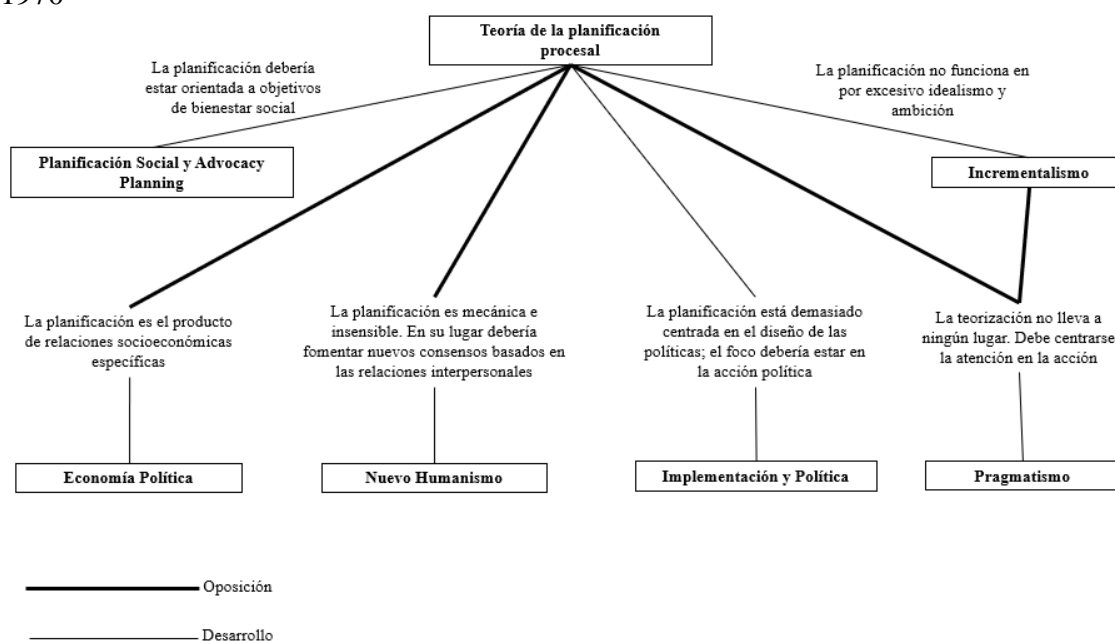 Teoría de la planificación
procesal
La planificación debería
estar orientada a objetivos
de bienestar social
La planificación no funciona en
por excesivo idealismo y
ambición
Planificación Social y Advocacy
Planning
Incrementalismo
La planificación es el producto
de relaciones socioeconómicas
específicas
La planificación es mecánica e
insensible. En su lugar debería
fomentar nuevos consensos basados en
las relaciones interpersonales
La planificación está demasiado
centrada en el diseño de las
políticas; el foco debería estar en
la acción política
La teorización no lleva a
ningún lugar. Debe centrarse
la atención en la acción
Economía Política
Nuevo Humanismo
Implementación y Política
Pragmatismo
Oposición
Desarrollo